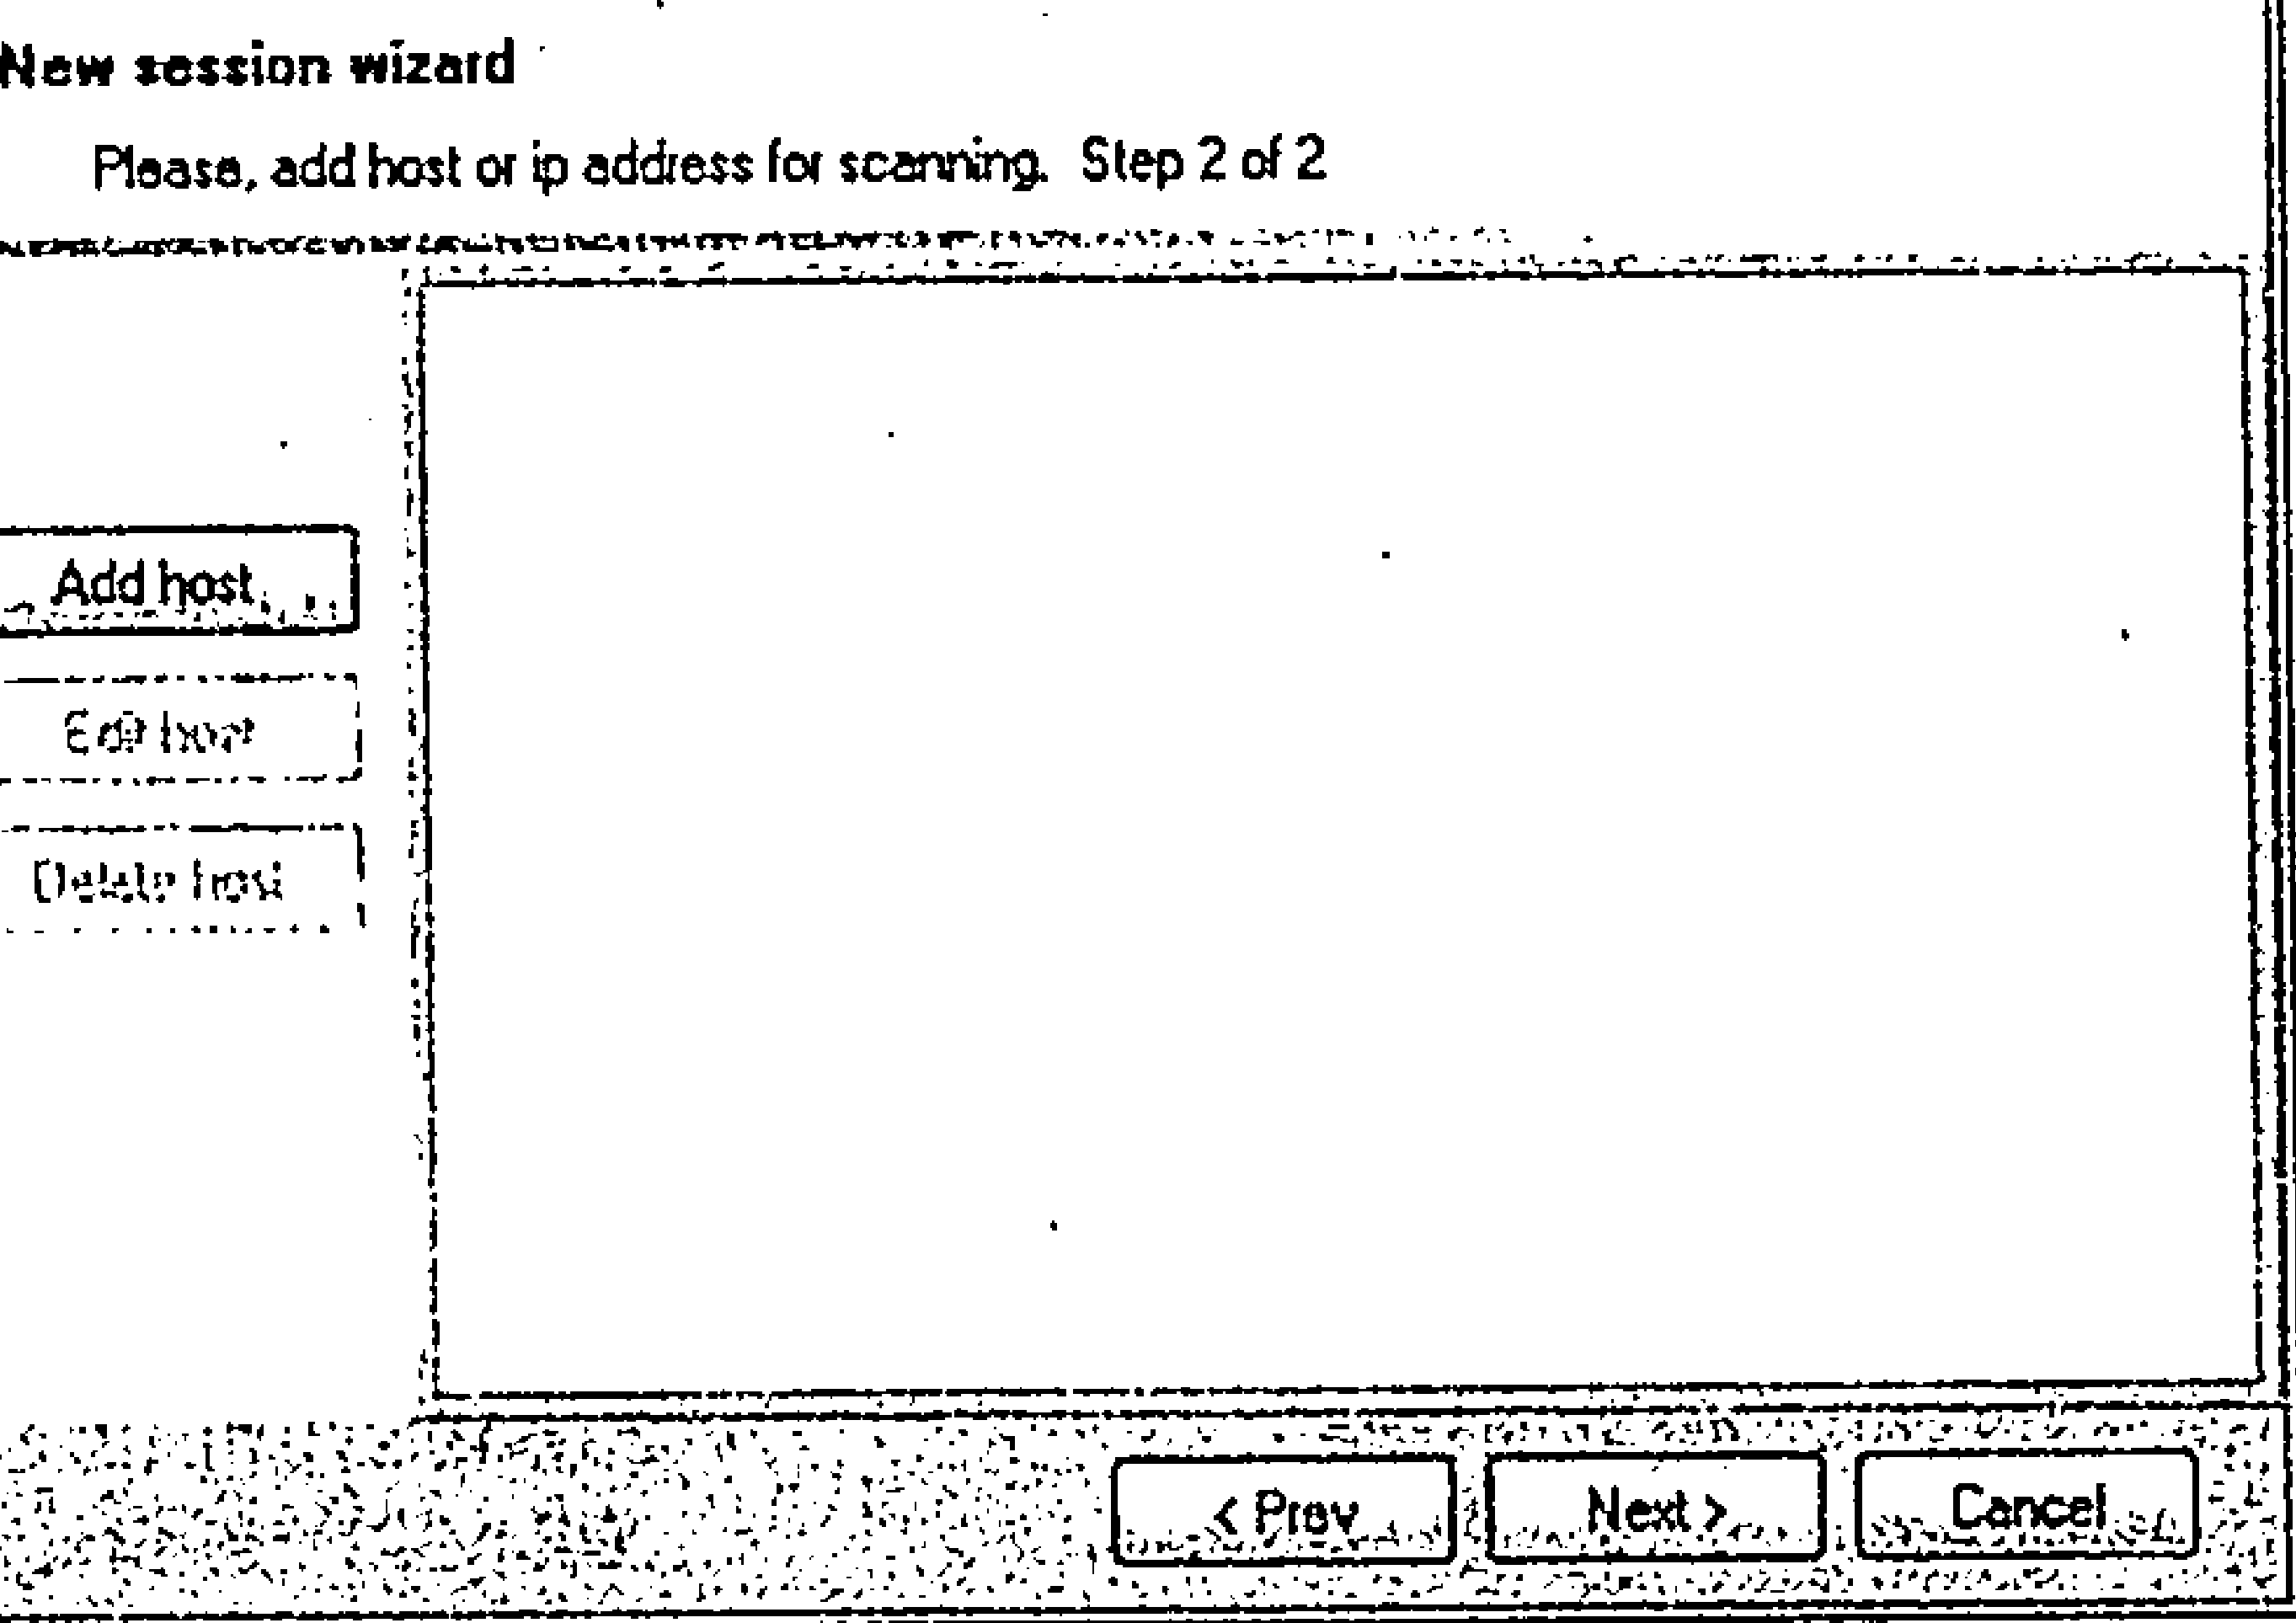 New session wizard
Please, add host or ip address for scanning. Step 2 of 2
Add host
Edit host
Delete host
< Prev
Next >
Cancel